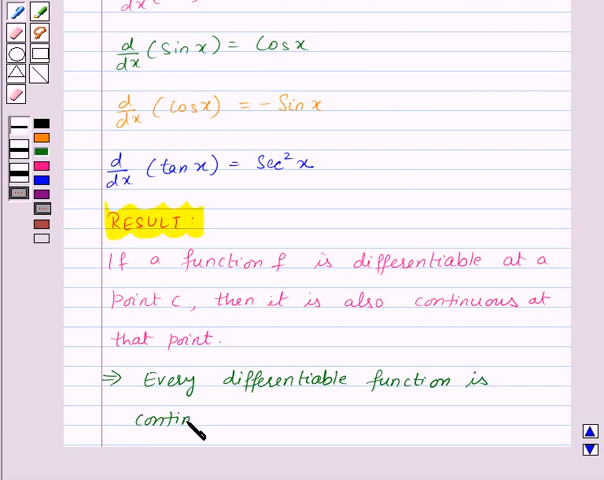 d/dx (
d/dx (Sin x) = Cos x
d/dx (Cos x) = - Sin x
d/dx (tan x) = Sec² x
RESULT:
If a function f is differentiable at a
point c, then it is also continuous at
that point.
⇒ Every differentiable function is
contin